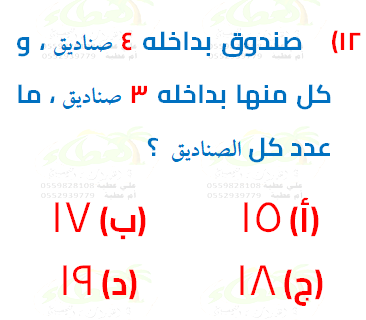 ١٢) صندوق بداخله ٤ صناديق ، و
كل منها بداخله ٣ صناديق ، ما
عدد كل الصناديق ؟
على عطيه 0559828108
أم عطيه 0552939779
(أ) ١٥ (ب) ١٧
(ج) ١٨ (د) ١٩